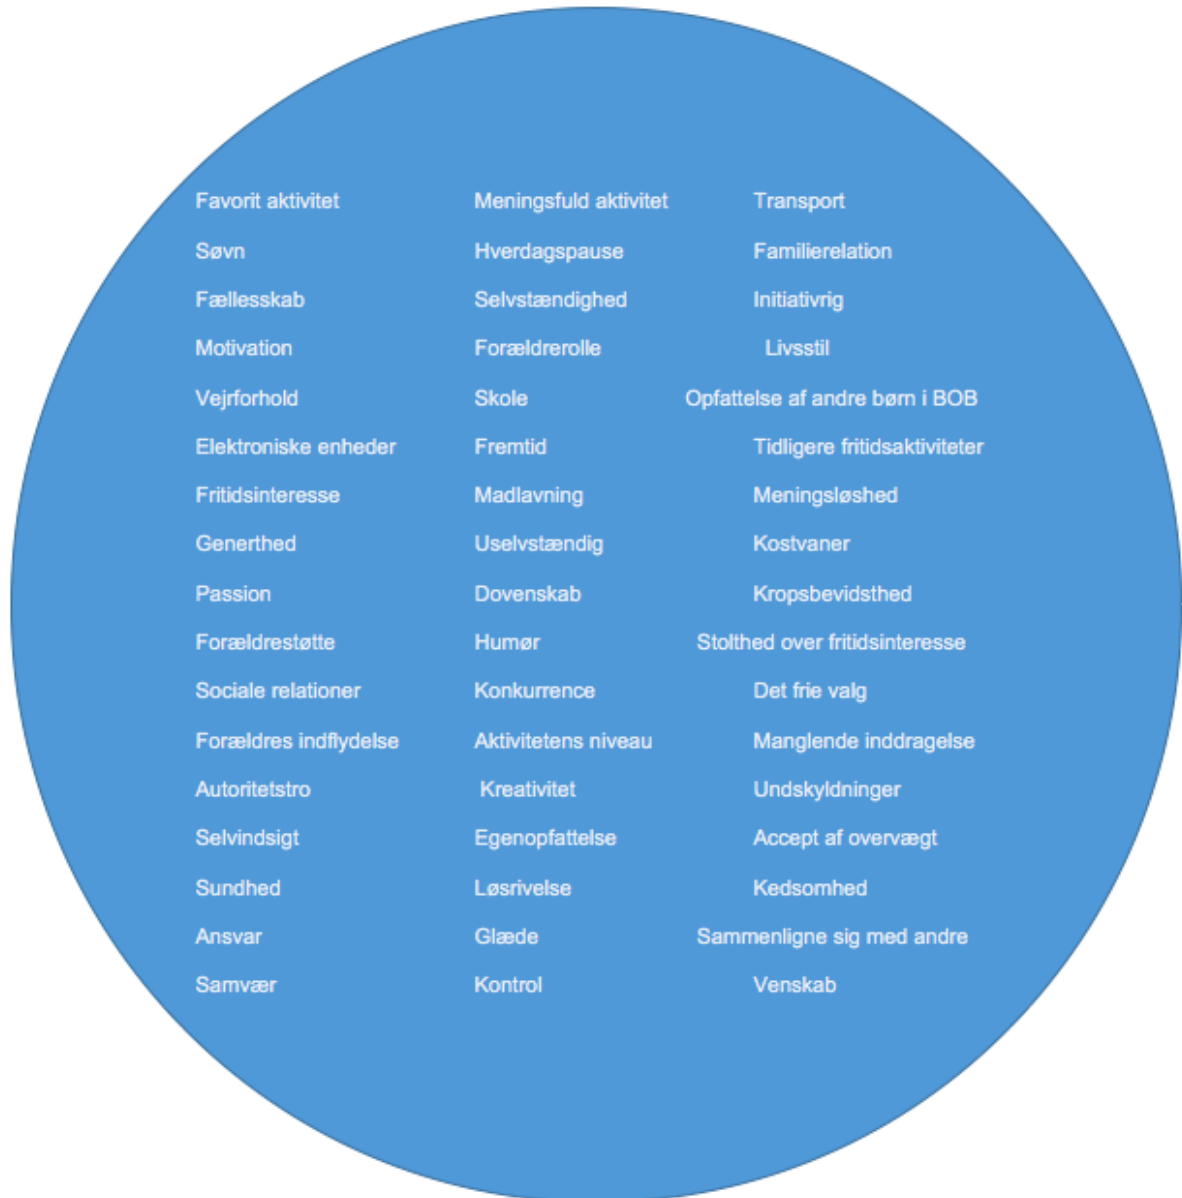 Favorit aktivitet Meningsfuld aktivitet Transport
Søvn Hverdagspause Familierelation
Fællesskab Selvstændighed Initiativrig
Motivation Forældrerolle Livsstil
Vejrforhold Skole Opfattelse af andre børn i BOB
Elektroniske enheder Fremtid Tidligere fritidsaktiviteter
Fritidsinteresse Madlavning Meningsløshed
Generthed Uselvstændig Kostvaner
Passion Dovenskab Kropsbevidsthed
Forældrestøtte Humør Stolthed over fritidsinteresse
Sociale relationer Konkurrence Det frie valg
Forældres indflydelse Aktivitetens niveau Manglende inddragelse
Autoritetstro Kreativitet Undskyldninger
Selvindsigt Egenopfattelse Accept af overvægt
Sundhed Løsrivelse Kedsomhed
Ansvar Glæde Sammenligne sig med andre
Samvær Kontrol Venskab